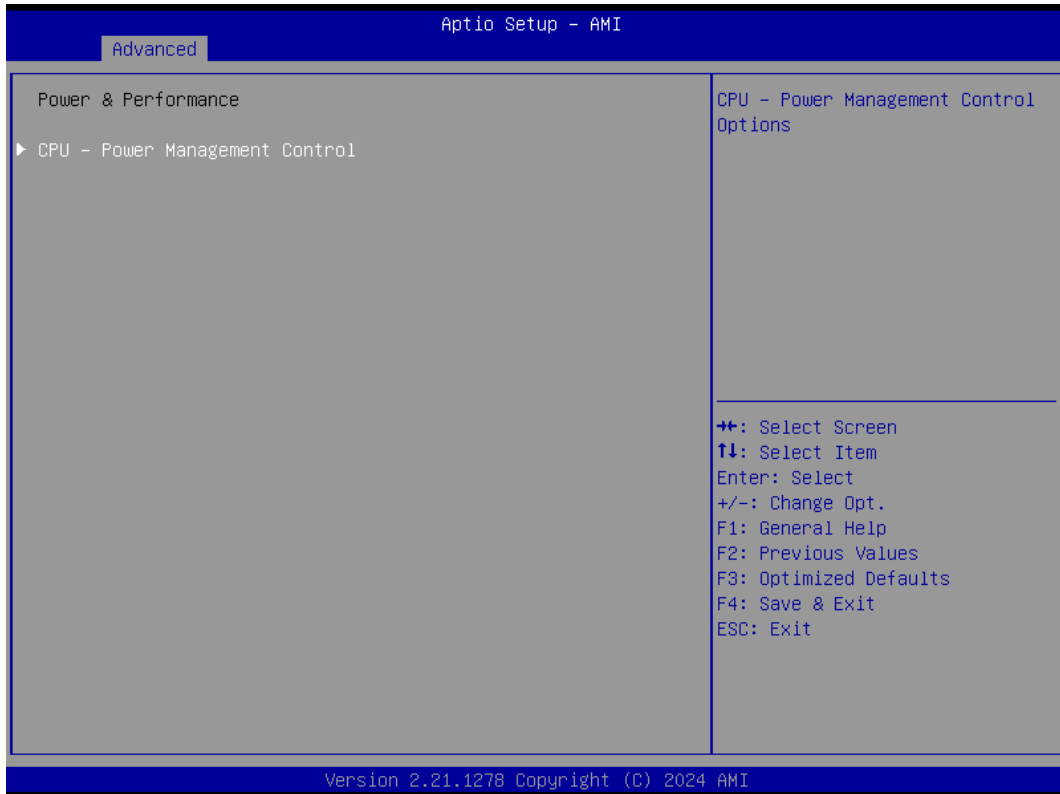 Aptio Setup – AMI
Advanced
Power & Performance
▶ CPU – Power Management Control
CPU – Power Management Control
Options
→←: Select Screen
↑↓: Select Item
Enter: Select
+/-: Change Opt.
F1: General Help
F2: Previous Values
F3: Optimized Defaults
F4: Save & Exit
ESC: Exit
Version 2.21.1278 Copyright (C) 2024 AMI